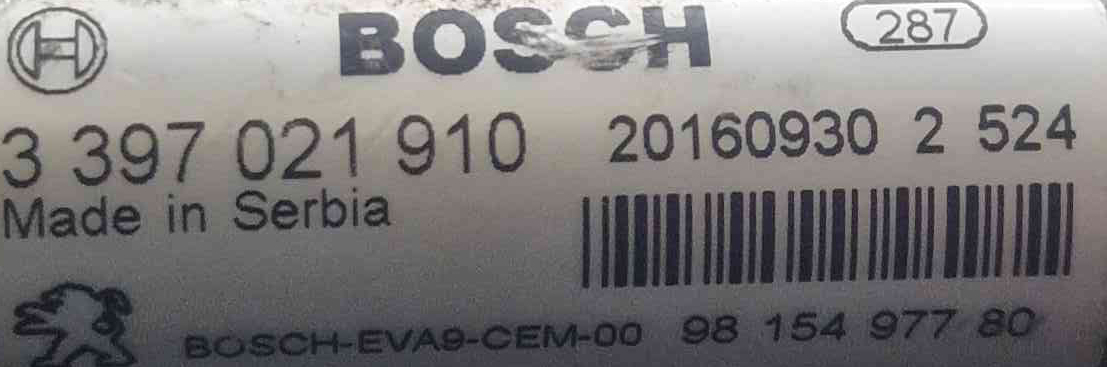 BOSCH 287
3 397 021 910 20160930 2 524
Made in Serbia
BOSCH-EVA9-CEM-00 98 154 977 80